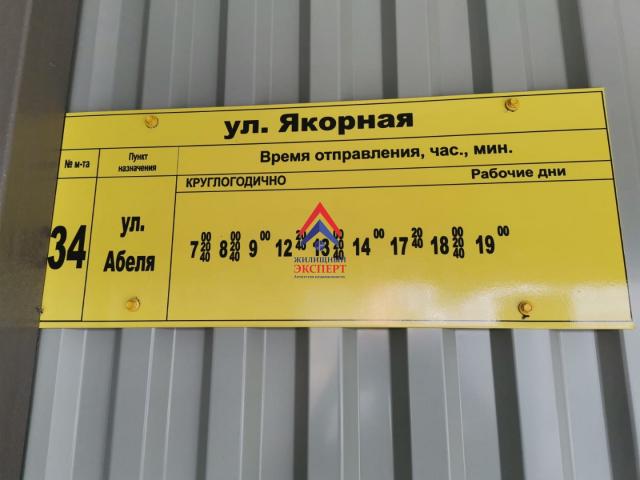 ул. Якорная
№ м-та
Пункт назначения
Время отправления, час., мин.
34
ул. Абеля
КРУГЛОГОДИЧНО
Рабочие дни
7 00 20 40 8 00 20 40 9 00 12 20 40 13 00 20 40 14 00 17 20 40 18 00 20 40 19 00
ЖИЛИЩНЫЙ
ЭКСПЕРТ
Агентство недвижимости